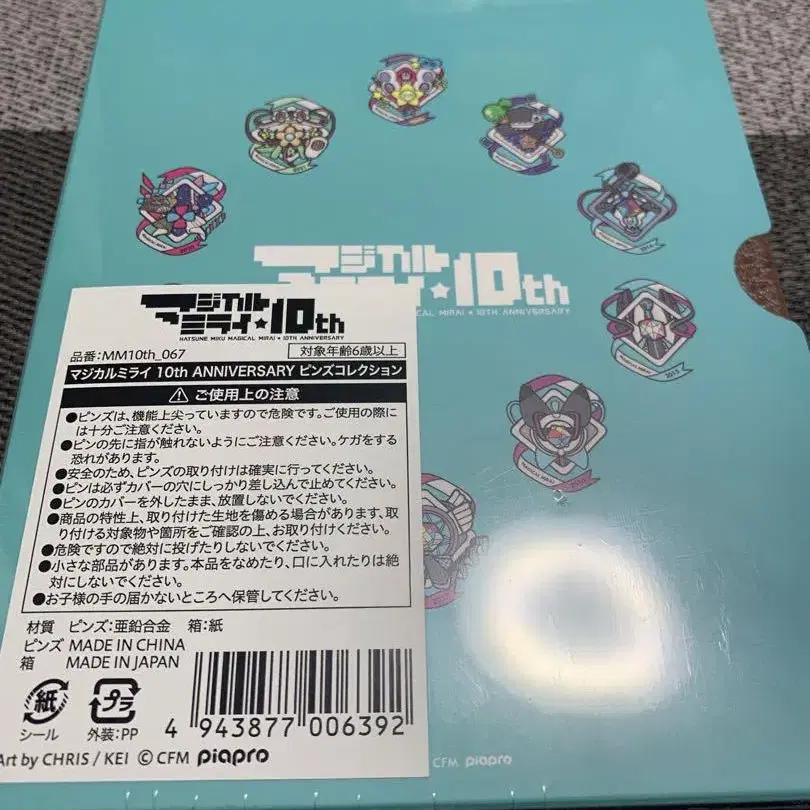 マジカル
ミライ★10th
MAGICAL MIRAI ★ 10TH ANNIVERSARY
マジカル
ミライ★10th
HATSUNE MIKU MAGICAL MIRAI ★ 10TH ANNIVERSARY
品番：MM10th_067 対象年齢6歳以上
マジカルミライ 10th ANNIVERSARY ピンズコレクション
⚠ ご使用上の注意
●ピンズは、機能上尖っていますので危険です。ご使用の際に
は十分ご注意ください。
●ピンの先に指が触れないようにご注意ください。ケガをする
恐れがあります。
●安全のため、ピンズの取り付けは確実に行ってください。
●ピンは必ずカバーの穴にしっかり差し込んで止めてください。
●ピンのカバーを外したまま、放置しないでください。
●商品の特性上、取り付けた生地を傷める場合があります、取
り付ける対象物や箇所をご確認の上、お取り付けください。
●危険ですので絶対に投げたりしないでください。
●小さな部品があります。本品をなめたり、口に入れたりは絶
対にしないでください。
●お子様の手の届かないところへ保管してください。
材質 ピンズ：亜鉛合金 箱：紙
ピンズ MADE IN CHINA
箱 MADE IN JAPAN
紙 プラ
シール 外装：PP
4 943877 006392
Art by CHRIS / KEI © CFM piapro
CFM piapro